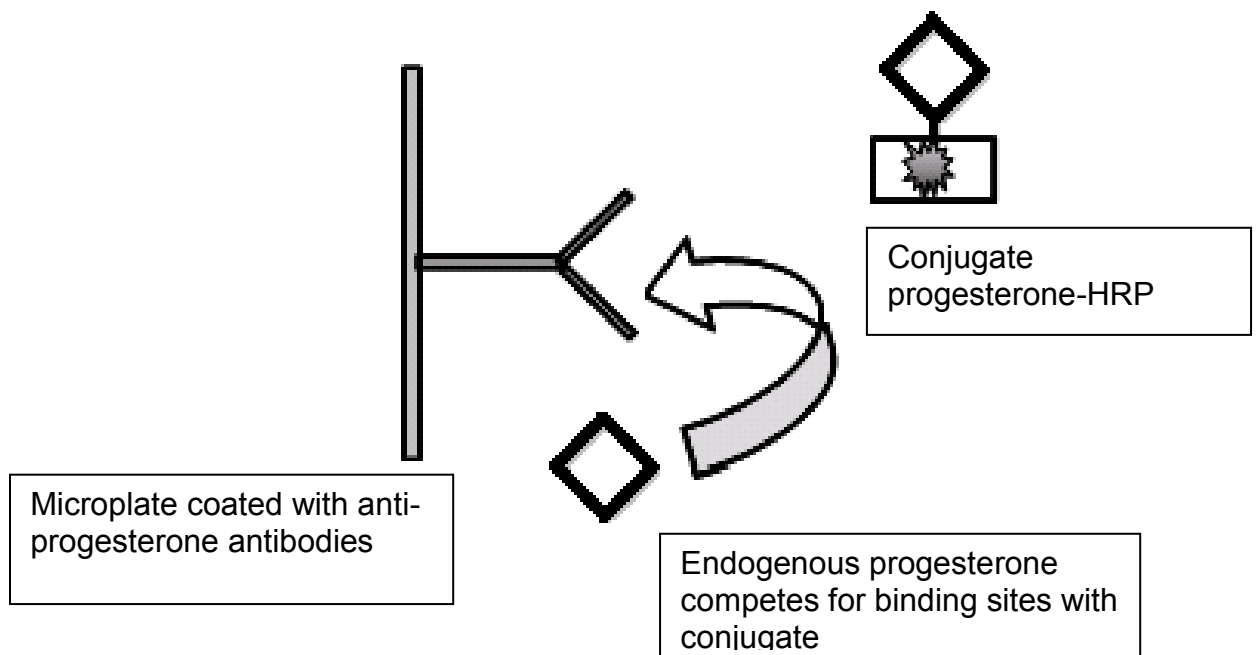 Conjugate
progesterone-HRP
Microplate coated with anti-
progesterone antibodies
Endogenous progesterone
competes for binding sites with
conjugate